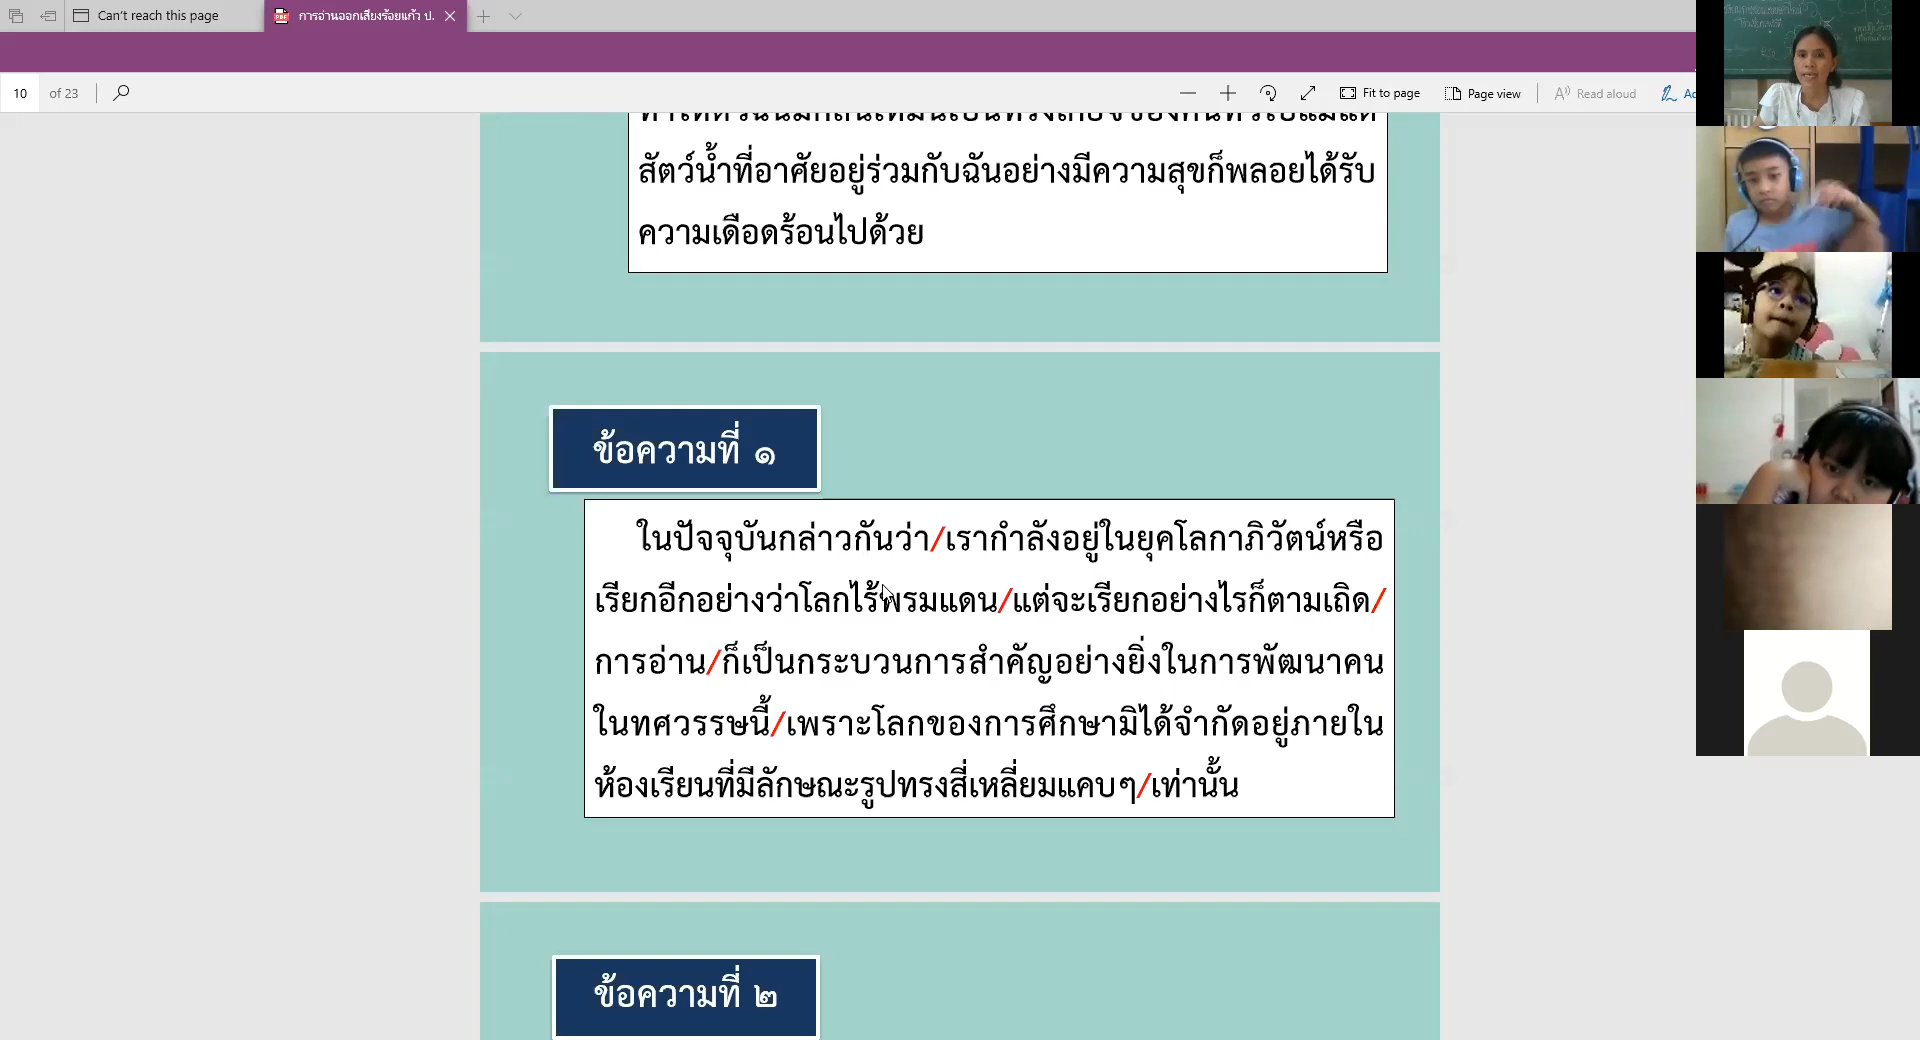 Can't reach this page
การอ่านออกเสียงร้อยแก้ว ป.
10 of 23
Fit to page
Page view
Read aloud
สัตว์น้ำที่อาศัยอยู่ร่วมกับฉันอย่างมีความสุขก็พลอยได้รับ
ความเดือดร้อนไปด้วย
ข้อความที่ ๑
ในปัจจุบันกล่าวกันว่า/เรากำลังอยู่ในยุคโลกาภิวัตน์หรือ
เรียกอีกอย่างว่าโลกไร้พรมแดน/แต่จะเรียกอย่างไรก็ตามเถิด/
การอ่าน/ก็เป็นกระบวนการสำคัญอย่างยิ่งในการพัฒนาคน
ในทศวรรษนี้/เพราะโลกของการศึกษามิได้จำกัดอยู่ภายใน
ห้องเรียนที่มีลักษณะรูปทรงสี่เหลี่ยมแคบๆ/เท่านั้น
ข้อความที่ ๒